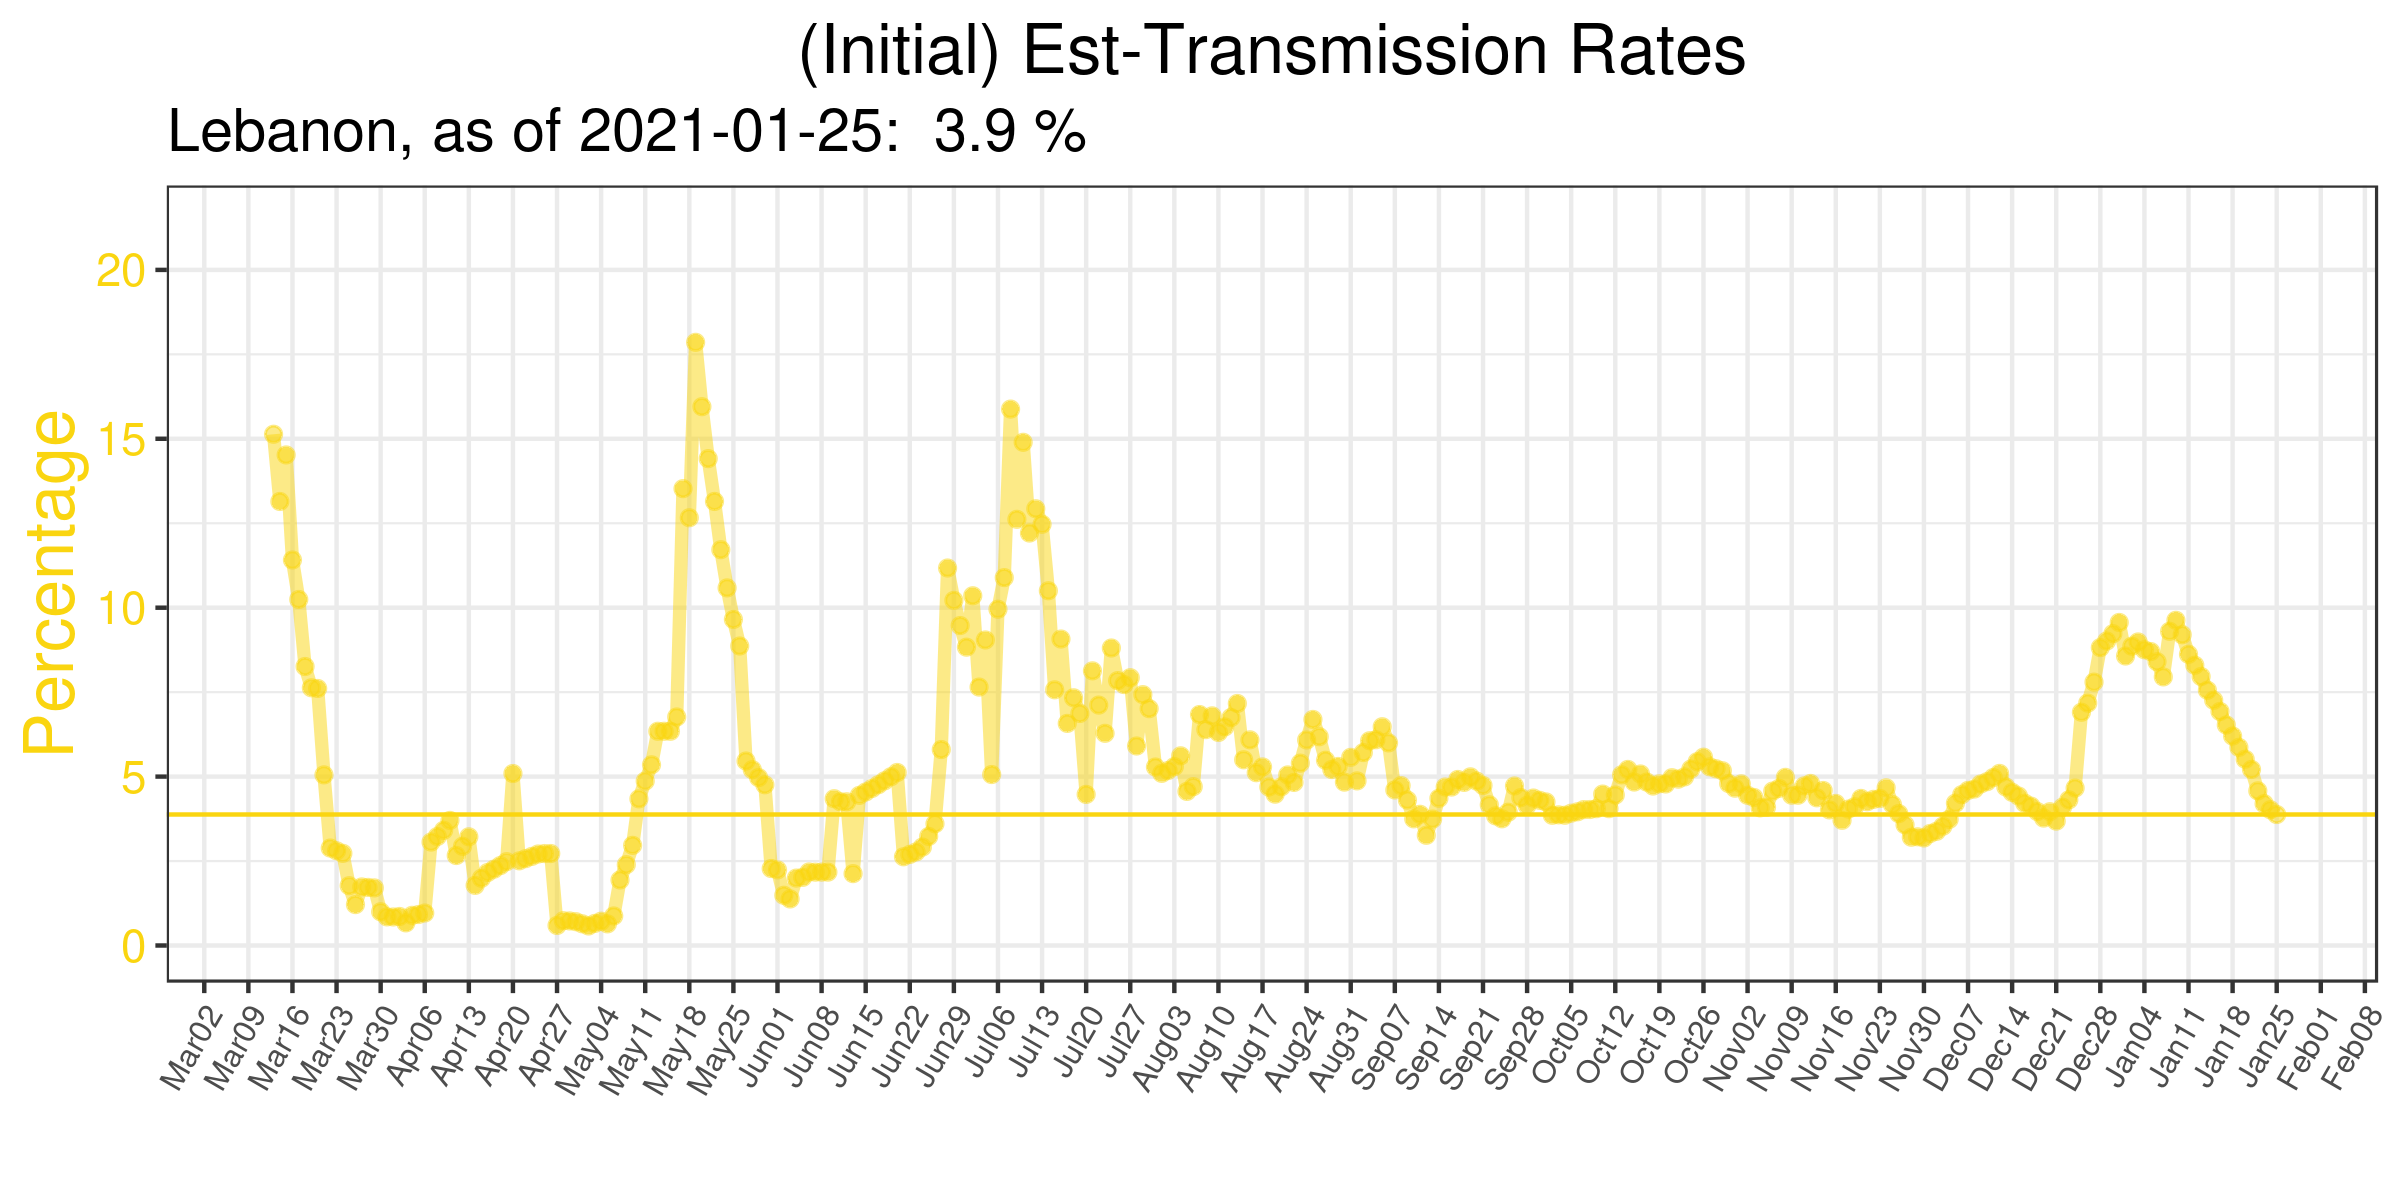 (Initial) Est-Transmission Rates
Lebanon, as of 2021-01-25:  3.9 %
Percentage
20
15
10
5
0
Mar02
Mar09
Mar16
Mar23
Mar30
Apr06
Apr13
Apr20
Apr27
May04
May11
May18
May25
Jun01
Jun08
Jun15
Jun22
Jun29
Jul06
Jul13
Jul20
Jul27
Aug03
Aug10
Aug17
Aug24
Aug31
Sep07
Sep14
Sep21
Sep28
Oct05
Oct12
Oct19
Oct26
Nov02
Nov09
Nov16
Nov23
Nov30
Dec07
Dec14
Dec21
Dec28
Jan04
Jan11
Jan18
Jan25
Feb01
Feb08